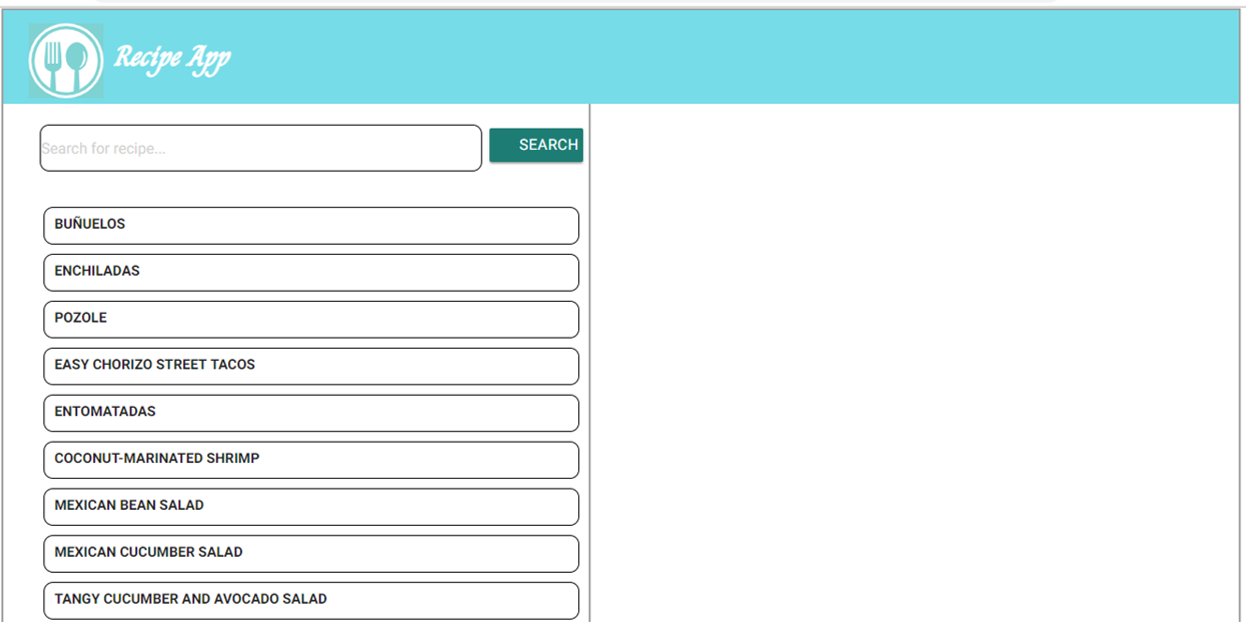 Recipe App
Search for recipe...
SEARCH
BUÑUELOS
ENCHILADAS
POZOLE
EASY CHORIZO STREET TACOS
ENTOMATADAS
COCONUT-MARINATED SHRIMP
MEXICAN BEAN SALAD
MEXICAN CUCUMBER SALAD
TANGY CUCUMBER AND AVOCADO SALAD